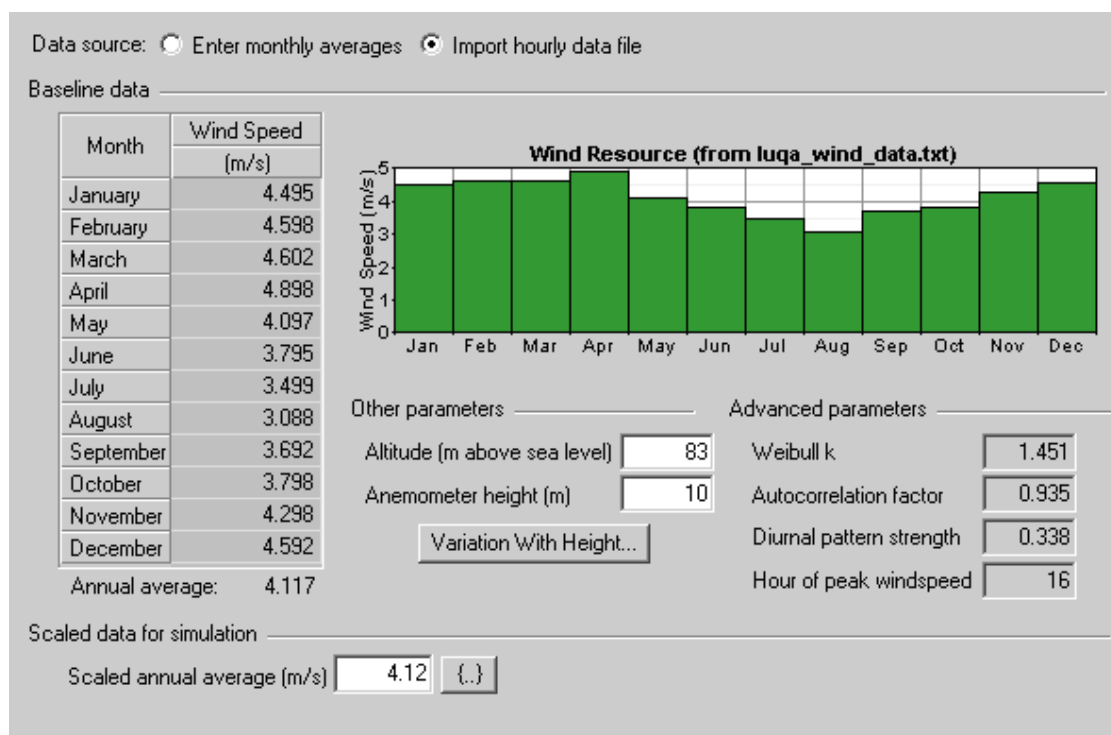 Data source: Enter monthly averages Import hourly data file
Baseline data
Month Wind Speed
(m/s)
January 4.495
February 4.598
March 4.602
April 4.898
May 4.097
June 3.795
July 3.499
August 3.088
September 3.692
October 3.798
November 4.298
December 4.592
Annual average: 4.117
Wind Resource (from luqa_wind_data.txt)
Wind Speed (m/s)
5
4
3
2
1
0
Jan Feb Mar Apr May Jun Jul Aug Sep Oct Nov Dec
Other parameters
Altitude (m above sea level) 83
Anemometer height (m) 10
Variation With Height...
Advanced parameters
Weibull k 1.451
Autocorrelation factor 0.935
Diurnal pattern strength 0.338
Hour of peak windspeed 16
Scaled data for simulation
Scaled annual average (m/s) 4.12 {..}